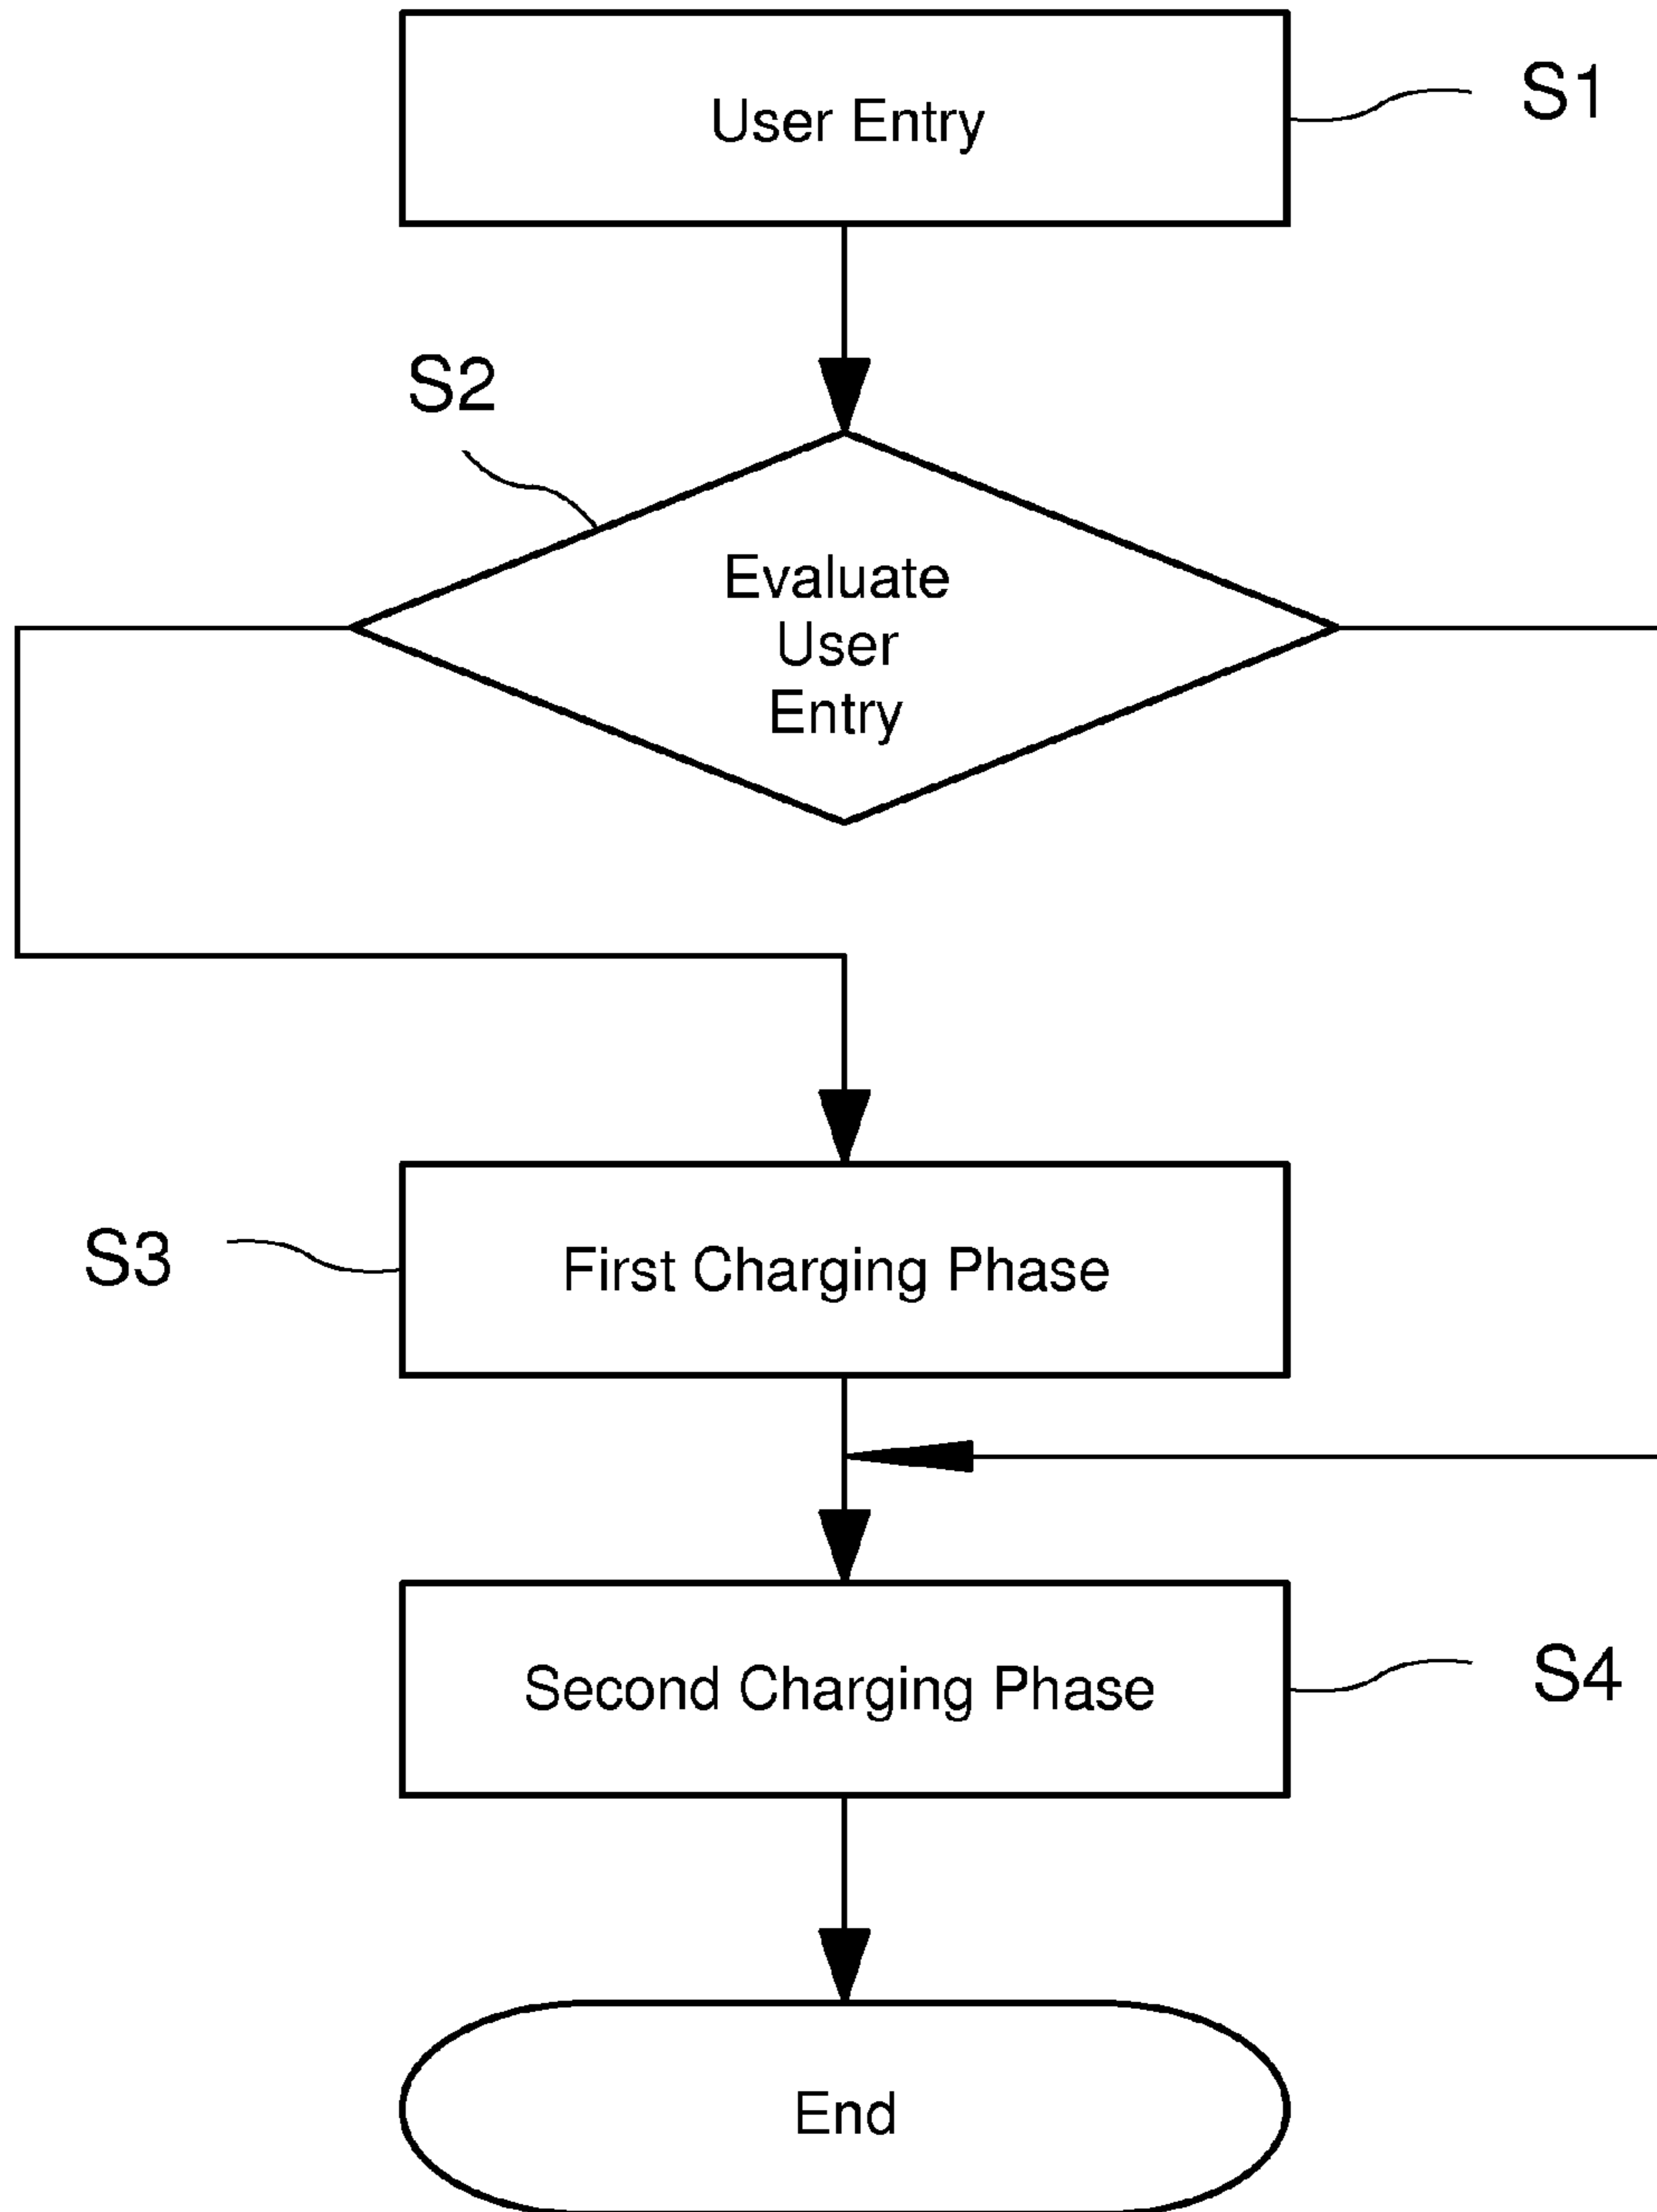 User Entry
S1
S2
Evaluate
User
Entry
S3
First Charging Phase
Second Charging Phase
S4
End